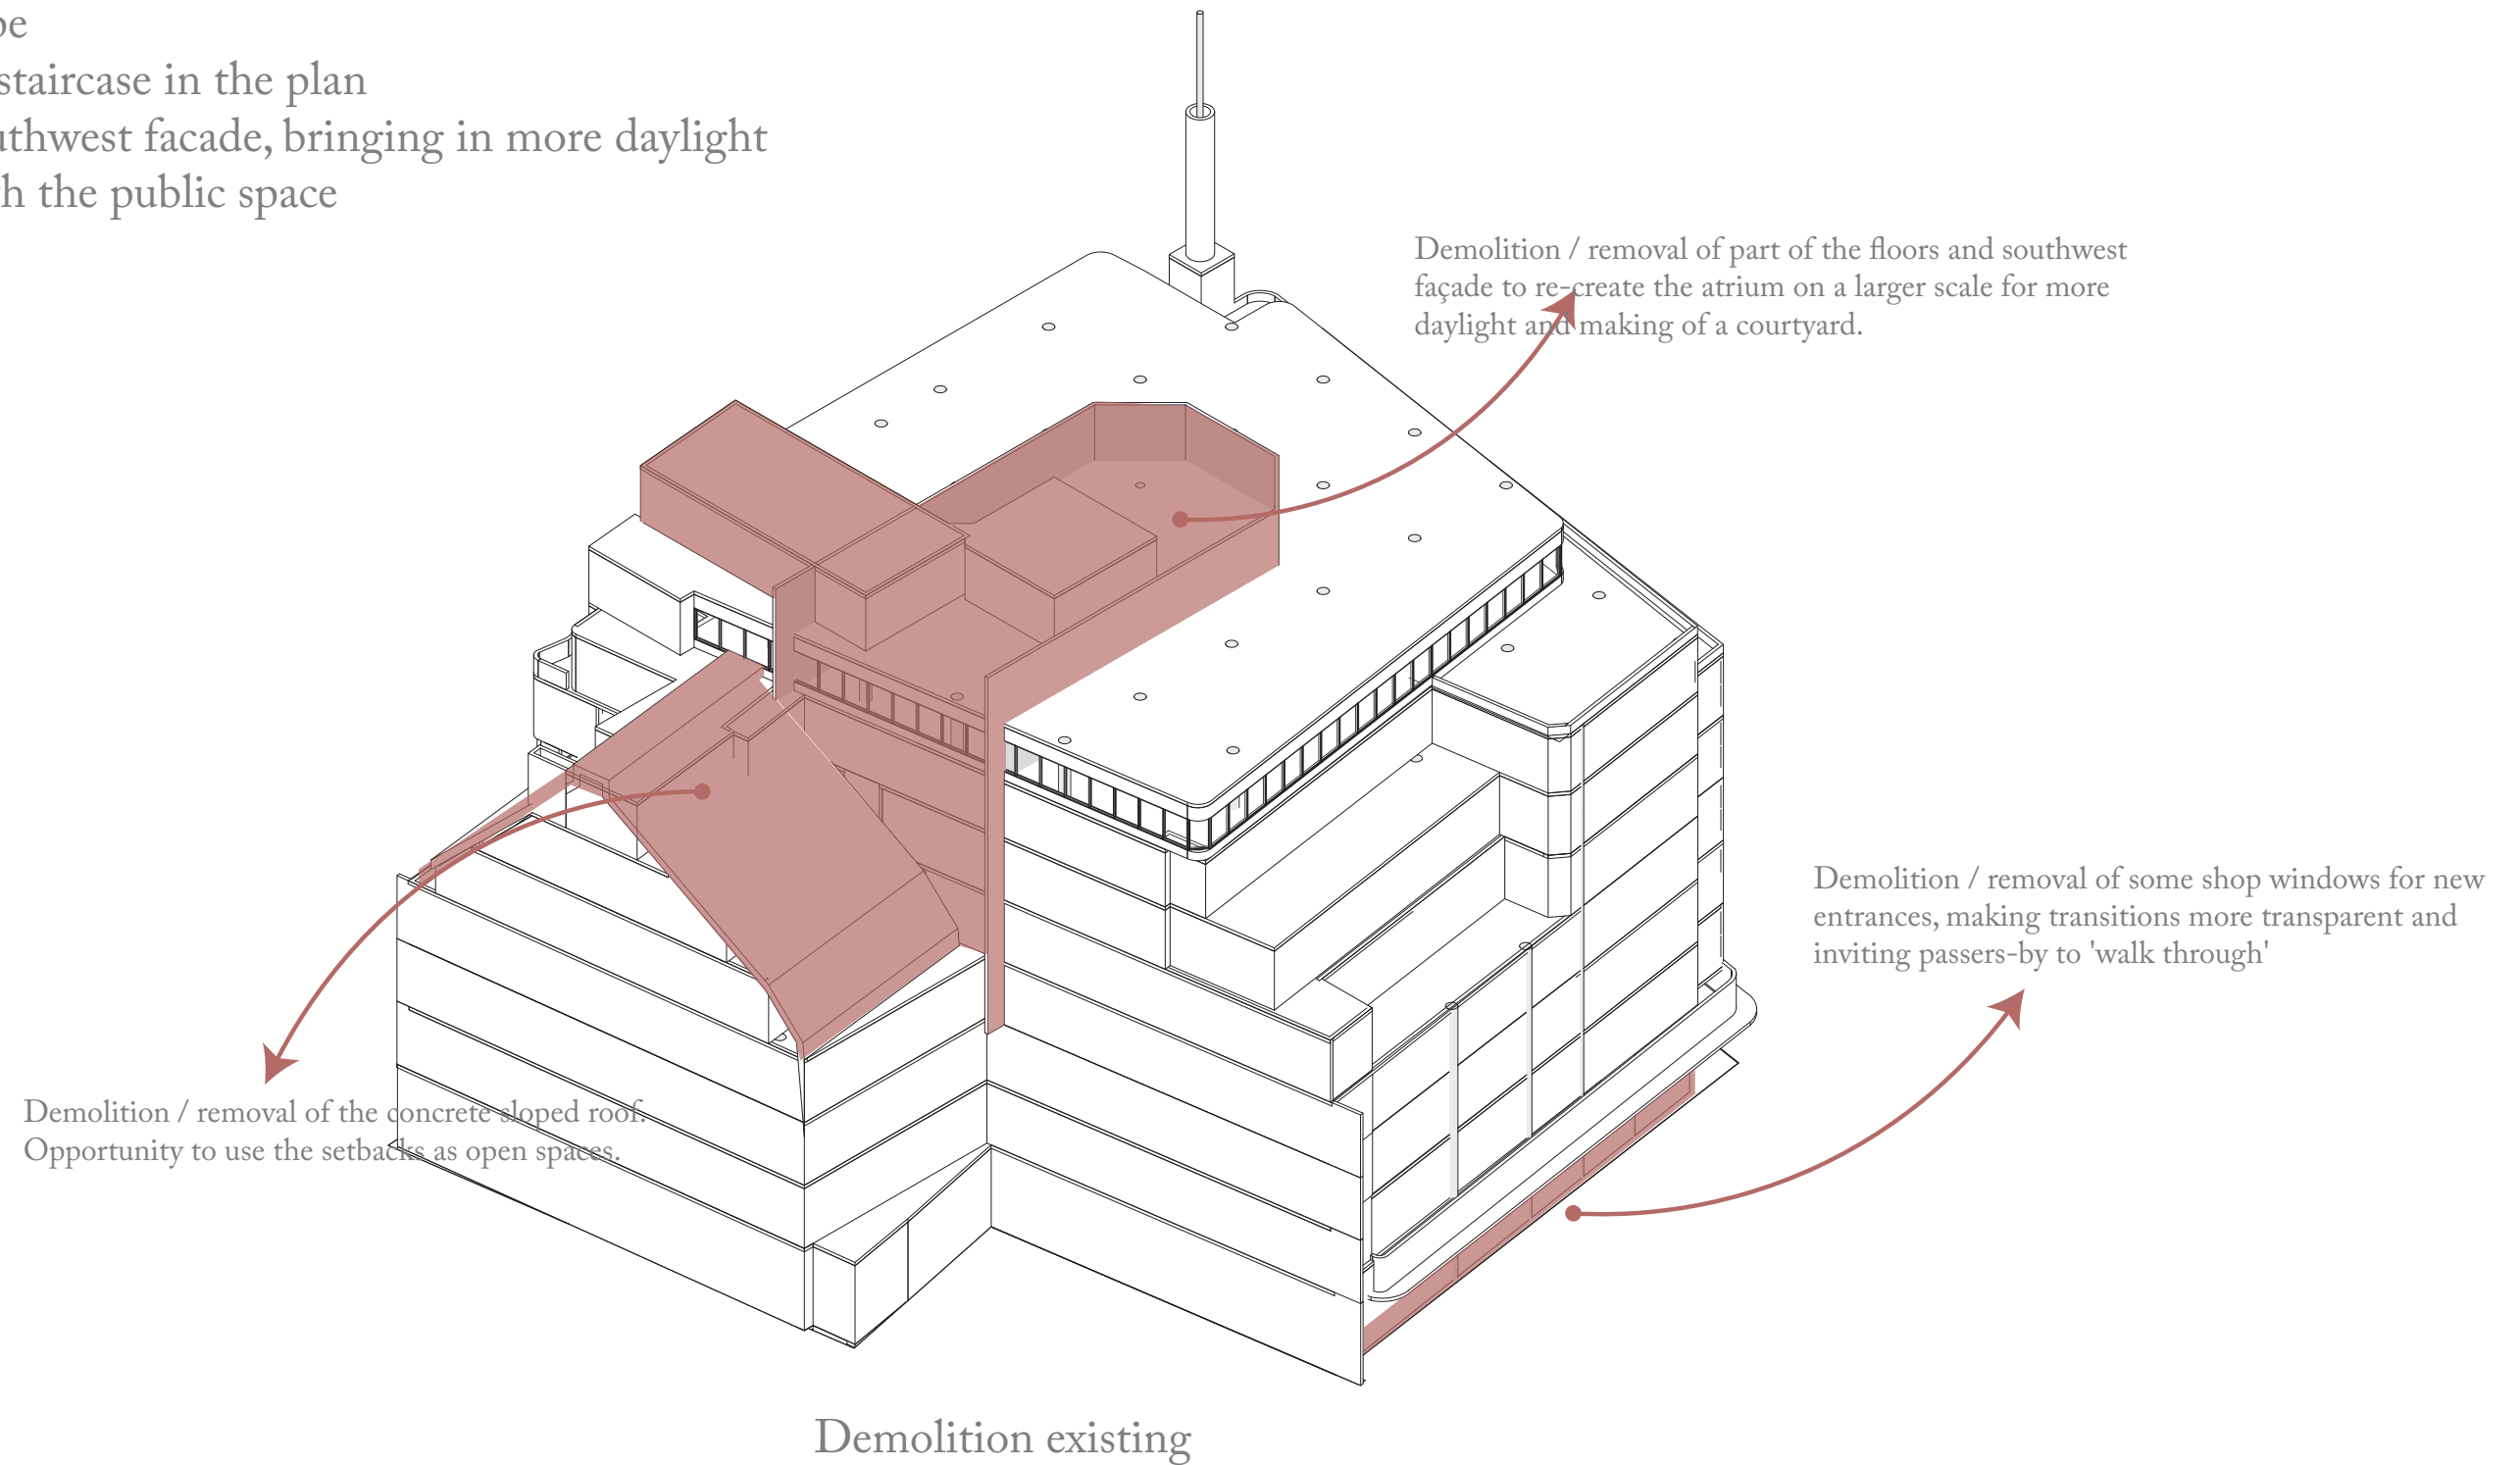 staircase in the plan
facade, bringing in more daylight
the public space
Demolition / removal of part of the floors and southwest
façade to re-create the atrium on a larger scale for more
daylight and making of a courtyard.
Demolition / removal of some shop windows for new
entrances, making transitions more transparent and
inviting passers-by to 'walk through'
Demolition / removal of the concrete sloped roof.
Opportunity to use the setbacks as open spaces.
Demolition existing